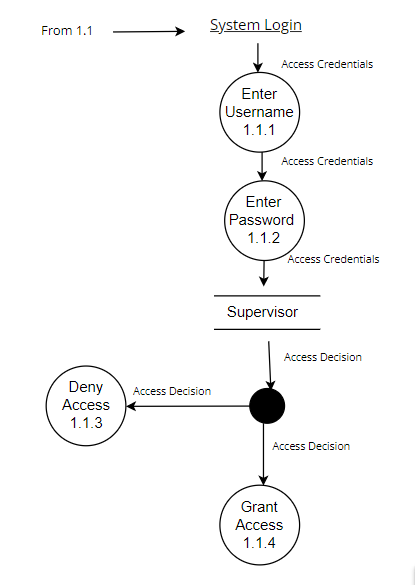 From 1.1
System Login
Access Credentials
Enter
Username
1.1.1
Access Credentials
Enter
Password
1.1.2
Access Credentials
Supervisor
Access Decision
Deny
Access
1.1.3
Access Decision
Access Decision
Grant
Access
1.1.4